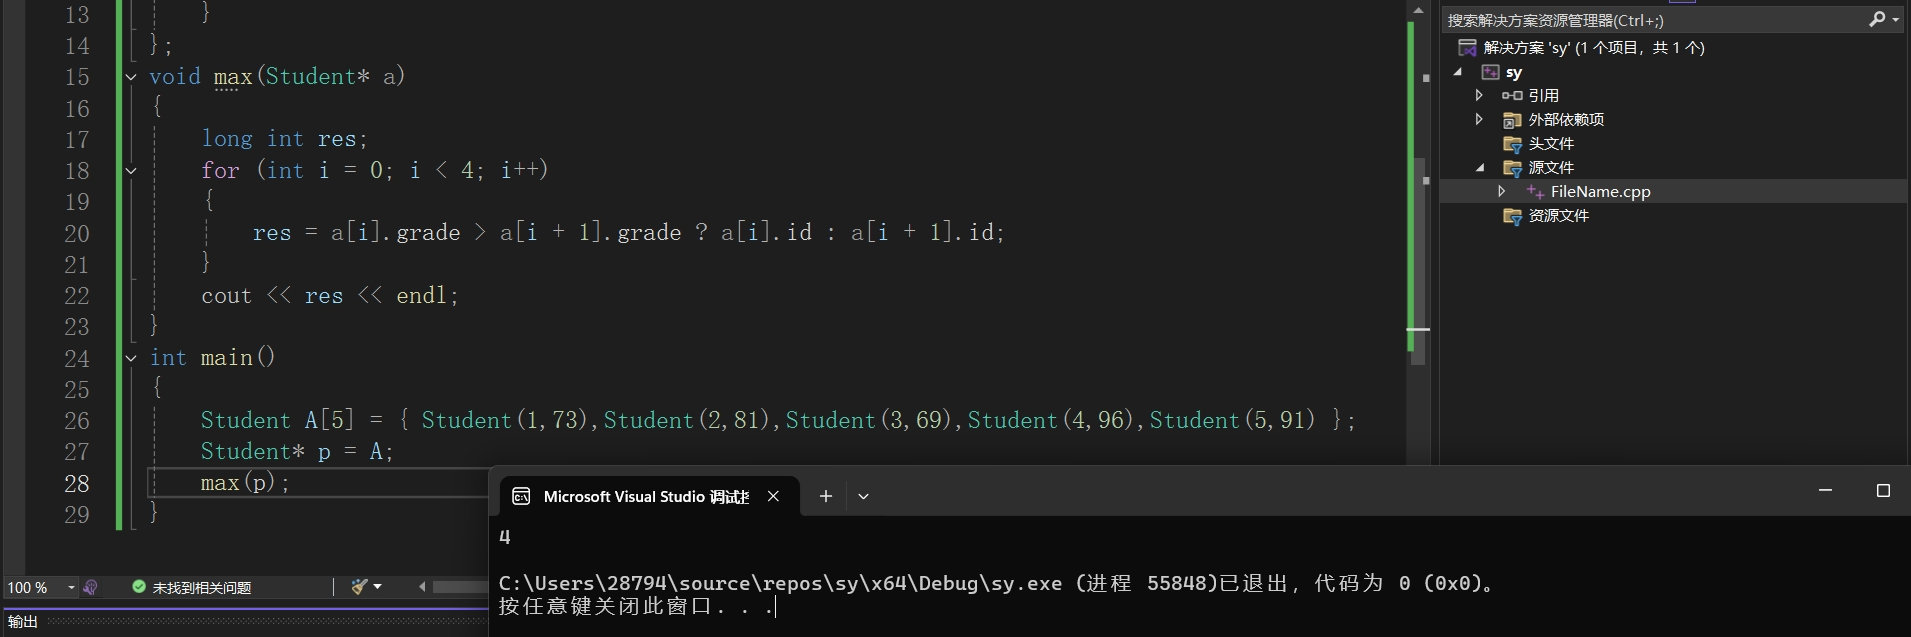 13 }
14 };
15 void max(Student* a)
16 {
17 long int res;
18 for (int i = 0; i < 4; i++)
19 {
20 res = a[i].grade > a[i + 1].grade ? a[i].id : a[i + 1].id;
21 }
22 cout << res << endl;
23 }
24 int main()
25 {
26 Student A[5] = { Student(1,73),Student(2,81),Student(3,69),Student(4,96),Student(5,91) };
27 Student* p = A;
28 max(p);
29 }
100 %
未找到相关问题
输出
搜索解决方案资源管理器(Ctrl+;)
解决方案 'sy' (1 个项目，共 1 个)
sy
引用
外部依赖项
头文件
源文件
FileName.cpp
资源文件
Microsoft Visual Studio 调试
4
C:\Users\28794\source\repos\sy\x64\Debug\sy.exe (进程 55848)已退出，代码为 0 (0x0)。
按任意键关闭此窗口. . .